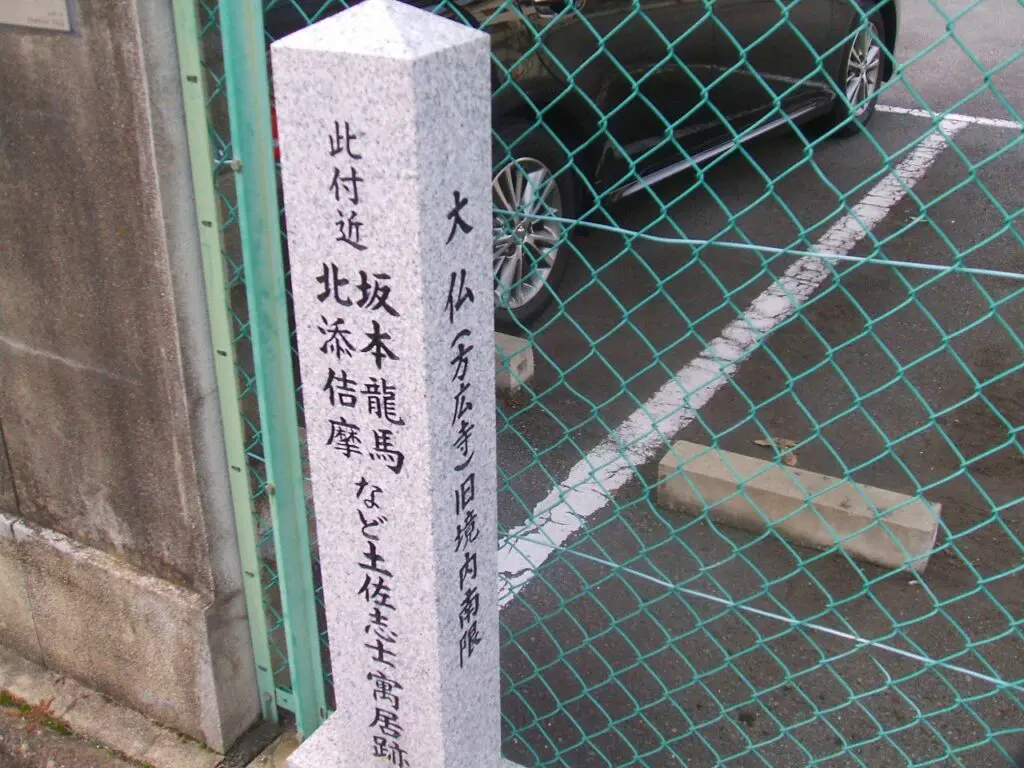 此付近
坂本龍馬
北添佶摩
など土佐志士寓居跡
大仏(方広寺)旧境内南限